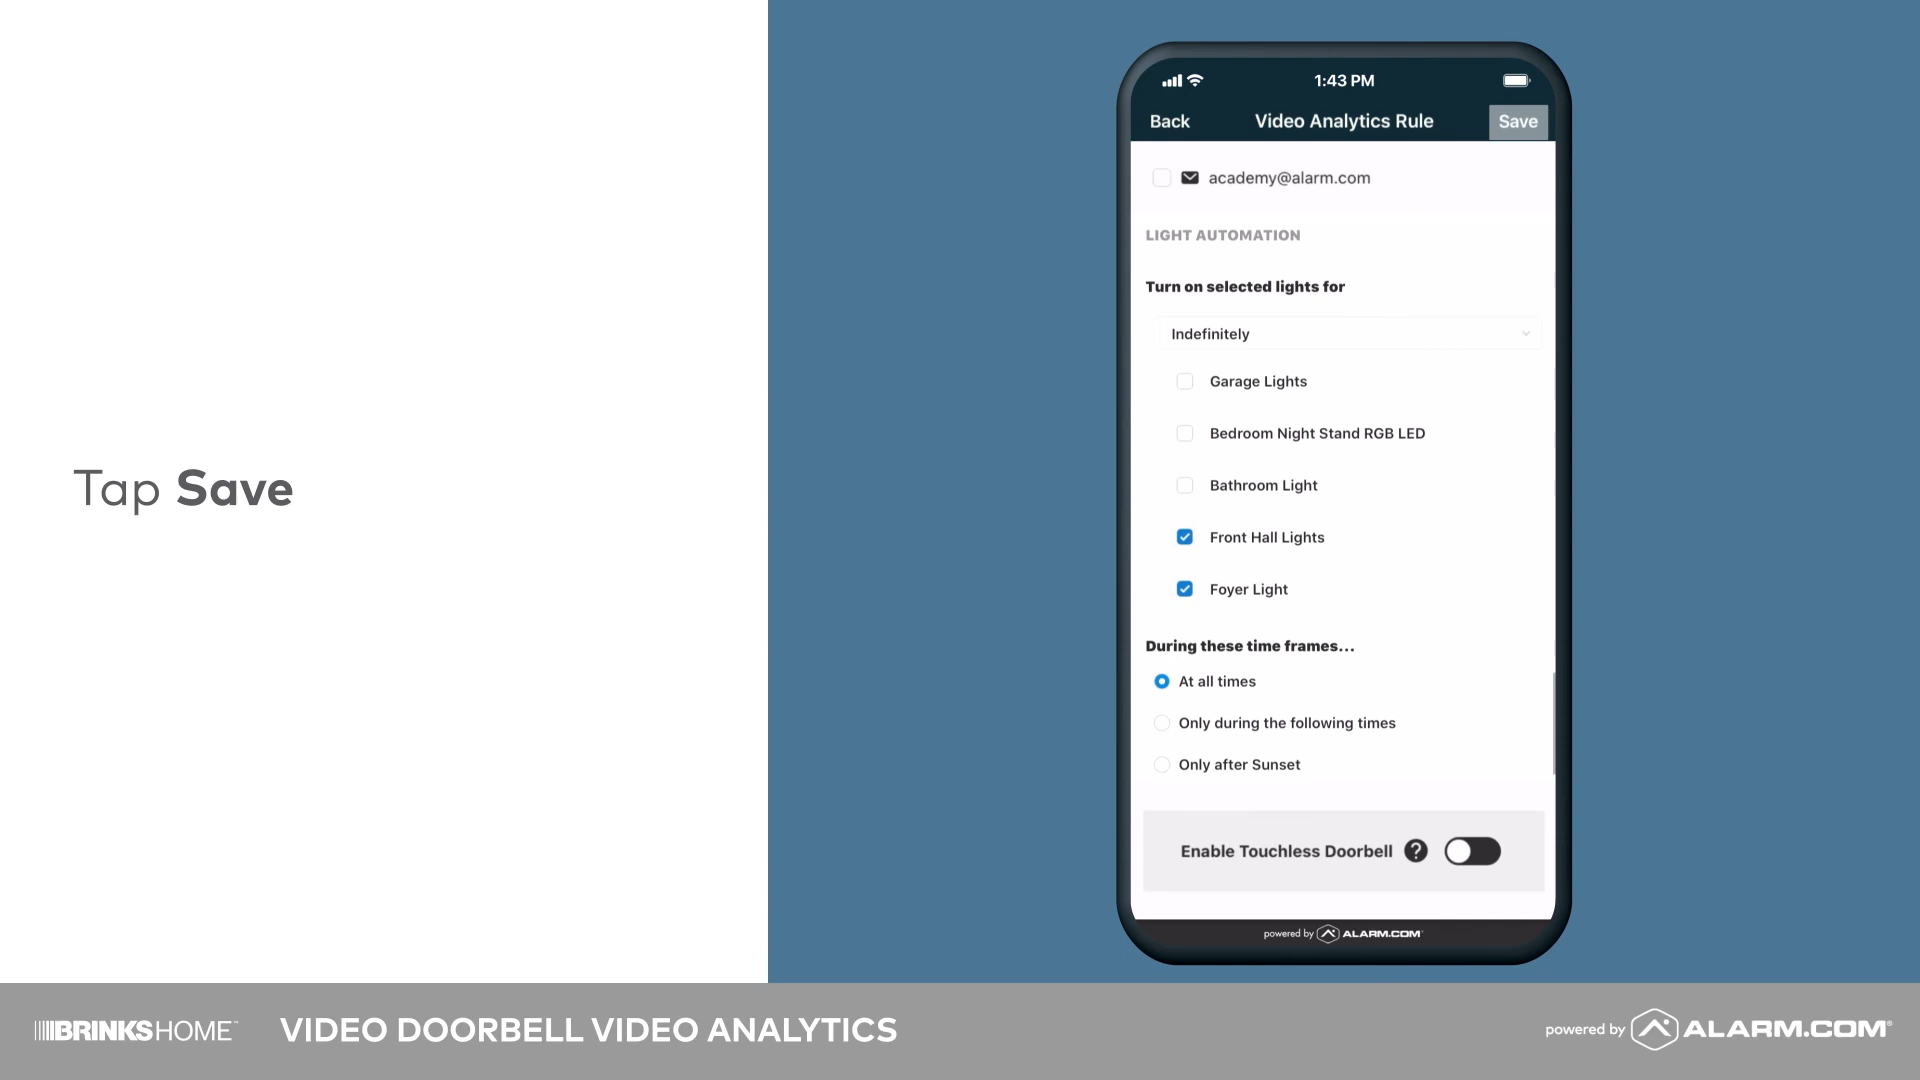 Tap Save
1:43 PM
Back
Video Analytics Rule
Save
academy@alarm.com
LIGHT AUTOMATION
Turn on selected lights for
Indefinitely
Garage Lights
Bedroom Night Stand RGB LED
Bathroom Light
Front Hall Lights
Foyer Light
During these time frames...
At all times
Only during the following times
Only after Sunset
Enable Touchless Doorbell ?
powered by ALARM.COM
BRINKS HOME™
VIDEO DOORBELL VIDEO ANALYTICS
powered by ALARM.COM®